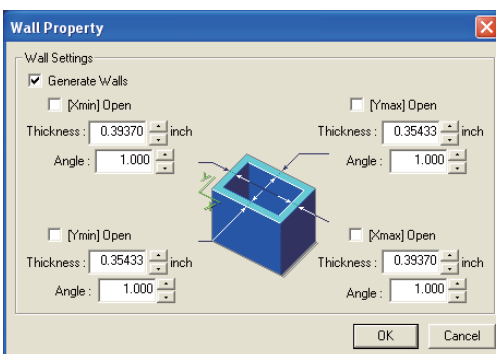 Wall Property
Wall Settings
Generate Walls
[Xmin] Open
Thickness : 0.39370 inch
Angle : 1.000
[Ymax] Open
Thickness : 0.35433 inch
Angle : 1.000
Y
X
[Ymin] Open
Thickness : 0.35433 inch
Angle : 1.000
[Xmax] Open
Thickness : 0.39370 inch
Angle : 1.000
OK Cancel